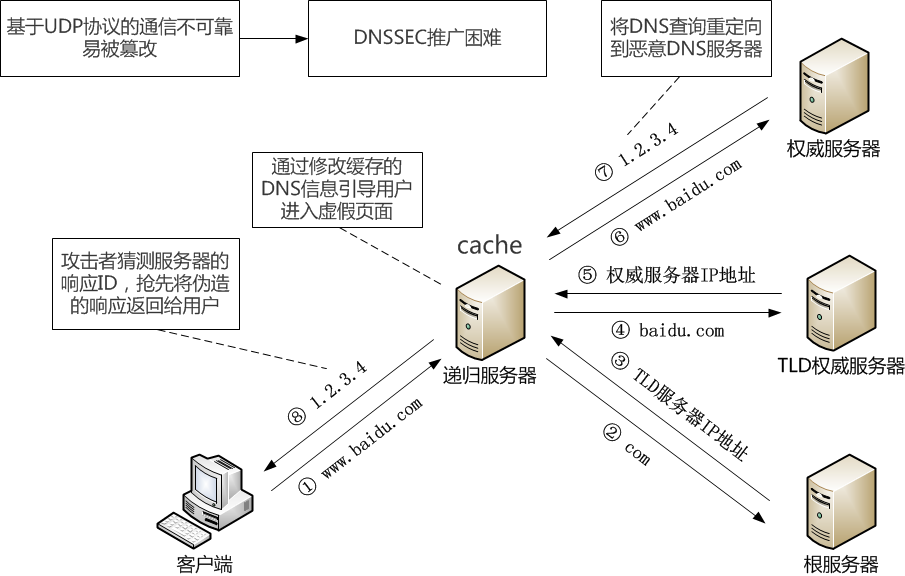 基于UDP协议的通信不可靠
易被篡改
DNSSEC推广困难
将DNS查询重定向
到恶意DNS服务器
权威服务器
⑦ 1.2.3.4
⑥ www.baidu.com
通过修改缓存的
DNS信息引导用户
进入虚假页面
cache
攻击者猜测服务器的
响应ID，抢先将伪造
的响应返回给用户
⑤ 权威服务器IP地址
④ baidu.com
TLD权威服务器
递归服务器
③ TLD服务器IP地址
② com
⑧ 1.2.3.4
① www.baidu.com
客户端
根服务器